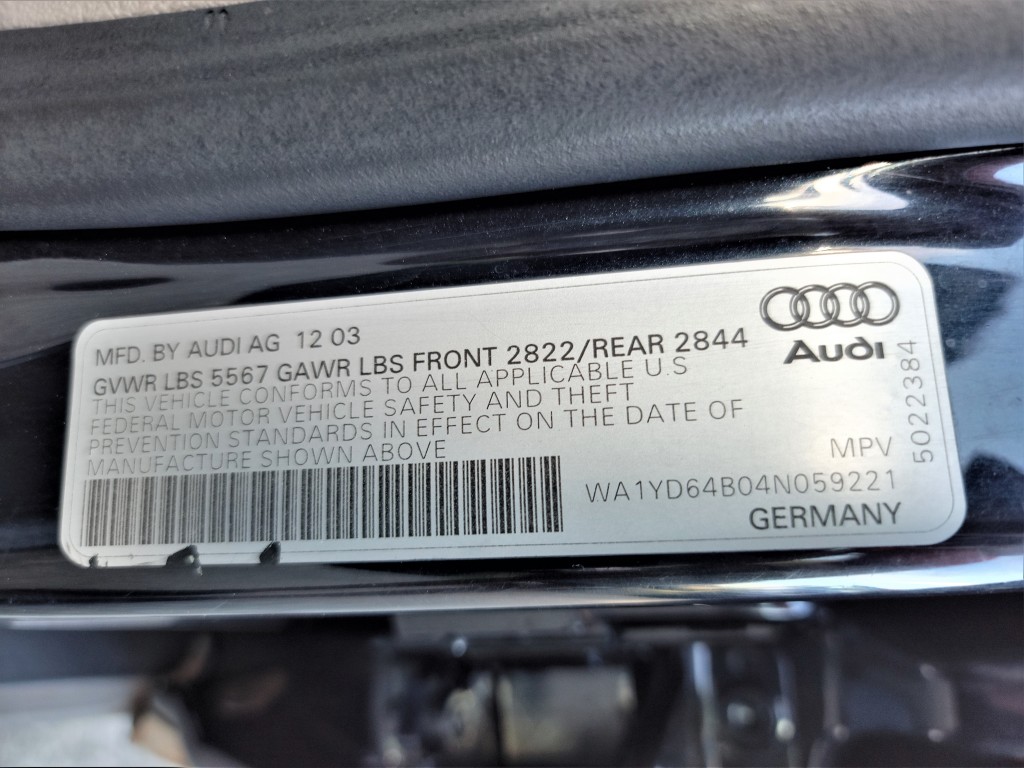 MFD. BY AUDI AG 12 03
GVWR LBS 5567 GAWR LBS FRONT 2822/REAR 2844
THIS VEHICLE CONFORMS TO ALL APPLICABLE U.S
FEDERAL MOTOR VEHICLE SAFETY AND THEFT
PREVENTION STANDARDS IN EFFECT ON THE DATE OF
MANUFACTURE SHOWN ABOVE
Audi
5022384
MPV
WA1YD64B04N059221
GERMANY